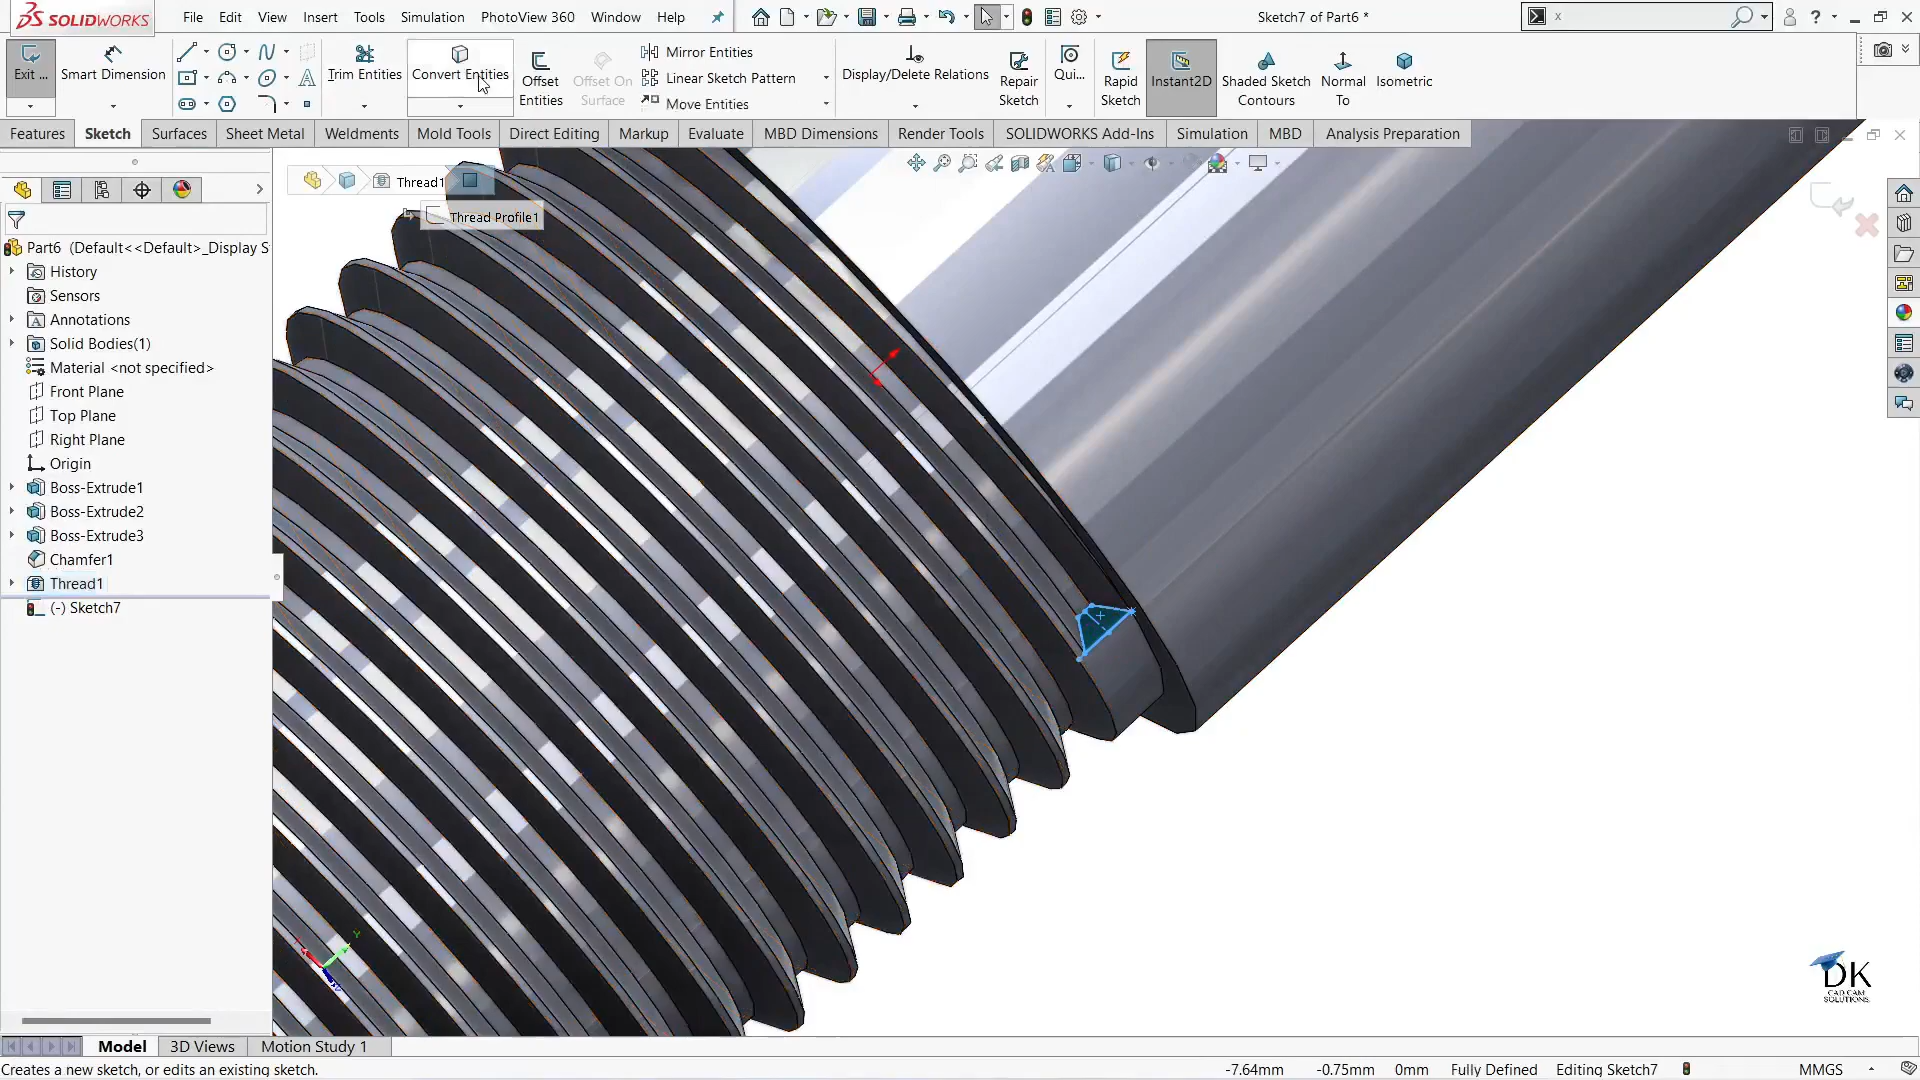 SOLIDWORKS File Edit View Insert Tools Simulation PhotoView 360 Window Help Sketch7 of Part6 * x ?
Exit ... Smart Dimension Trim Entities Convert Entities Offset Entities Offset On Surface Mirror Entities Linear Sketch Pattern Move Entities Display/Delete Relations Repair Sketch Qui... Rapid Sketch Instant2D Shaded Sketch Contours Normal To Isometric
Features Sketch Surfaces Sheet Metal Weldments Mold Tools Direct Editing Markup Evaluate MBD Dimensions Render Tools SOLIDWORKS Add-Ins Simulation MBD Analysis Preparation
Thread1
Thread Profile1
Part6 (Default<<Default>_Display S
History
Sensors
Annotations
Solid Bodies(1)
Material <not specified>
Front Plane
Top Plane
Right Plane
Origin
Boss-Extrude1
Boss-Extrude2
Boss-Extrude3
Chamfer1
Thread1
(-) Sketch7
Y
DK
CAD CAM
SOLUTIONS
Model 3D Views Motion Study 1
Creates a new sketch, or edits an existing sketch. -7.64mm -0.75mm 0mm Fully Defined Editing Sketch7 MMGS